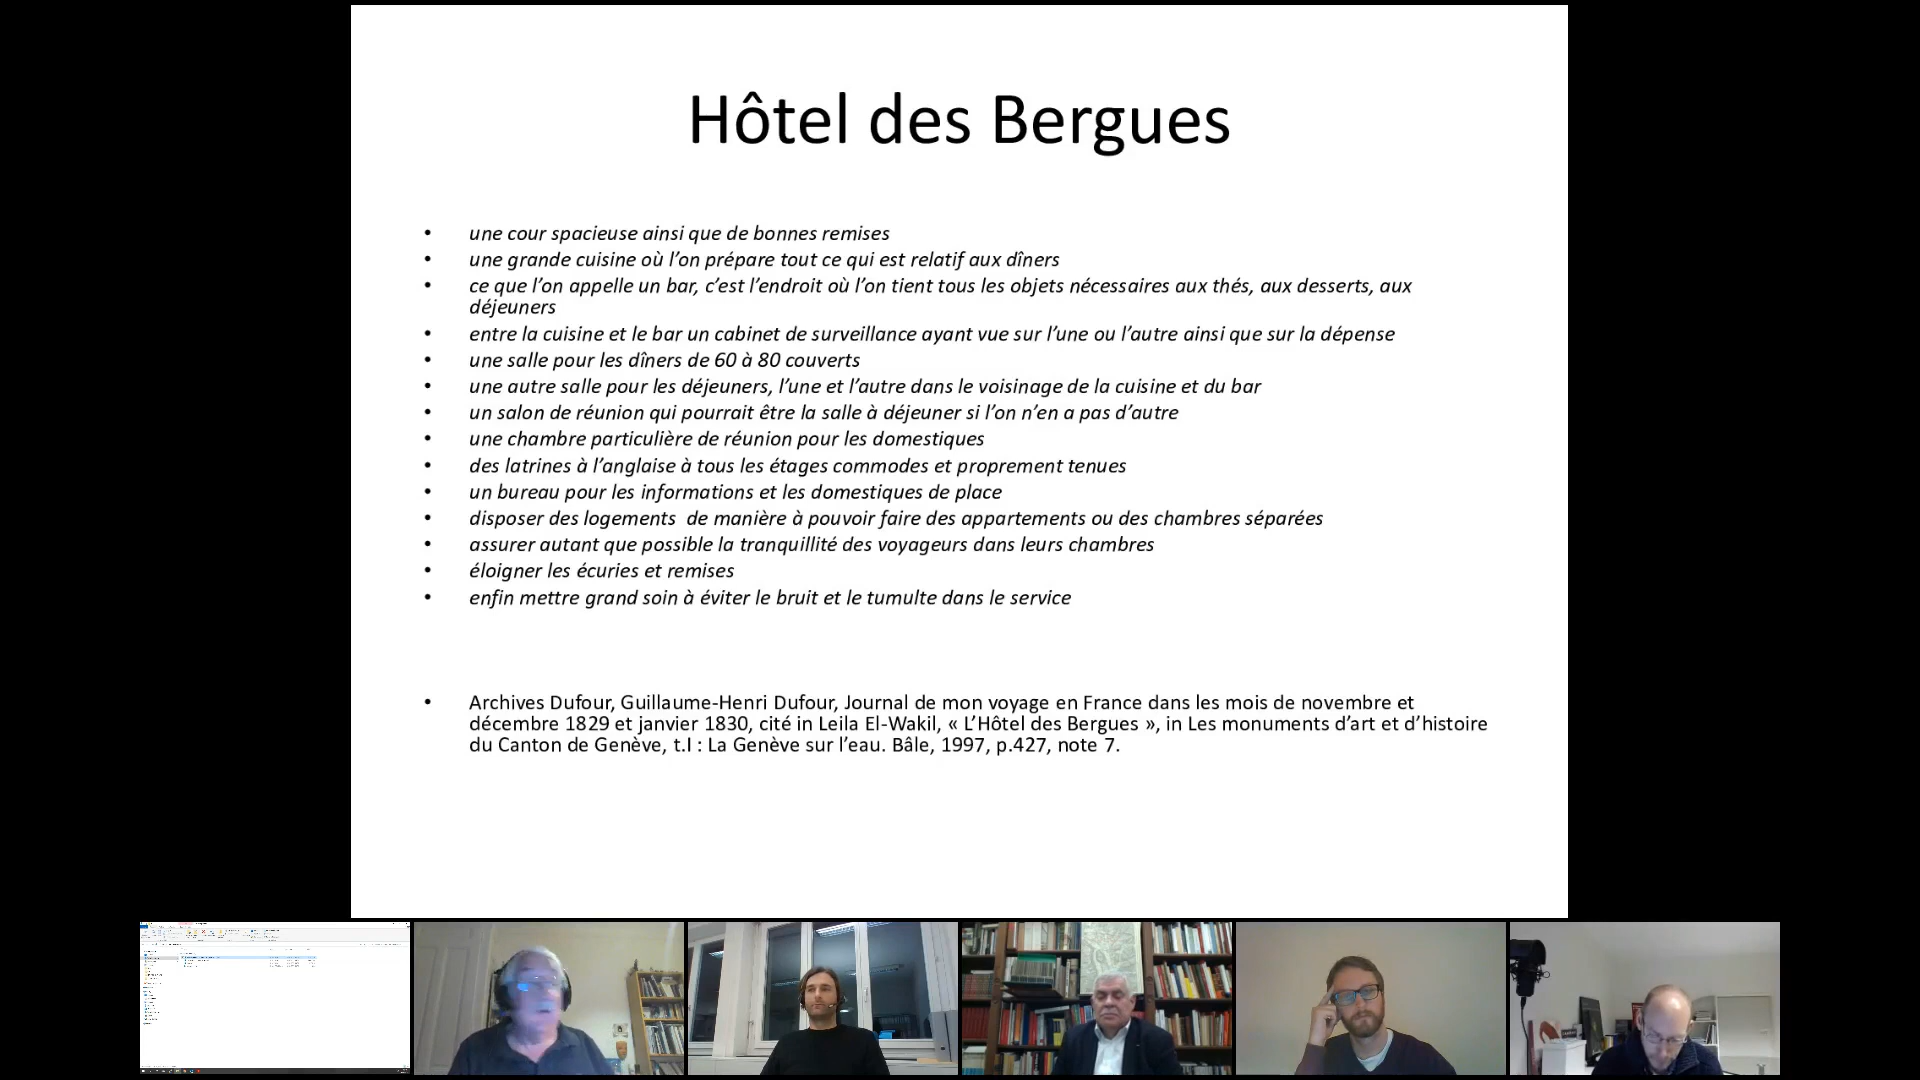 Hôtel des Bergues
• une cour spacieuse ainsi que de bonnes remises
• une grande cuisine où l’on prépare tout ce qui est relatif aux dîners
• ce que l’on appelle un bar, c’est l’endroit où l’on tient tous les objets nécessaires aux thés, aux desserts, aux
déjeuners
• entre la cuisine et le bar un cabinet de surveillance ayant vue sur l’une ou l’autre ainsi que sur la dépense
• une salle pour les dîners de 60 à 80 couverts
• une autre salle pour les déjeuners, l’une et l’autre dans le voisinage de la cuisine et du bar
• un salon de réunion qui pourrait être la salle à déjeuner si l’on n’en a pas d’autre
• une chambre particulière de réunion pour les domestiques
• des latrines à l’anglaise à tous les étages commodes et proprement tenues
• un bureau pour les informations et les domestiques de place
• disposer des logements  de manière à pouvoir faire des appartements ou des chambres séparées
• assurer autant que possible la tranquillité des voyageurs dans leurs chambres
• éloigner les écuries et remises
• enfin mettre grand soin à éviter le bruit et le tumulte dans le service
• Archives Dufour, Guillaume-Henri Dufour, Journal de mon voyage en France dans les mois de novembre et
décembre 1829 et janvier 1830, cité in Leila El-Wakil, « L’Hôtel des Bergues », in Les monuments d’art et d’histoire
du Canton de Genève, t.I : La Genève sur l’eau. Bâle, 1997, p.427, note 7.